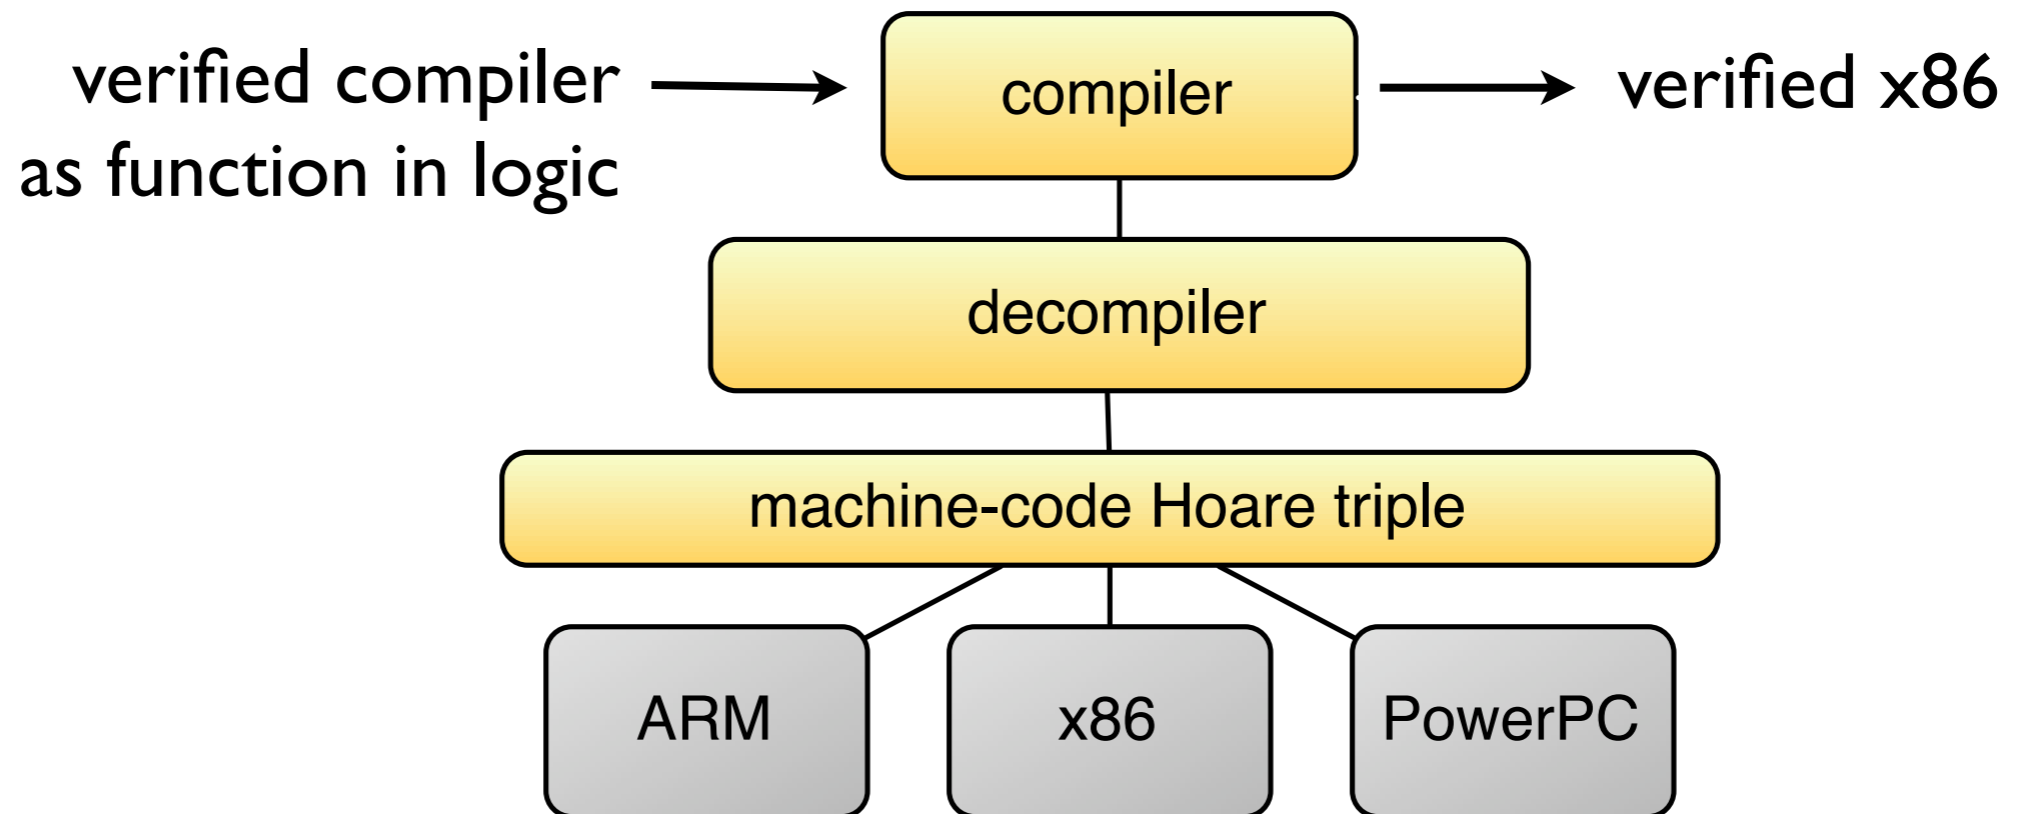 verified compiler
as function in logic
compiler
verified x86
decompiler
machine-code Hoare triple
ARM
x86
PowerPC